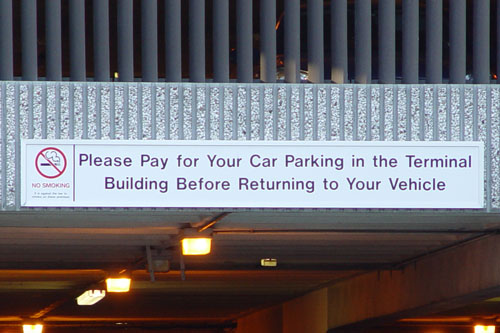 Please Pay for Your Car Parking in the Terminal
Building Before Returning to Your Vehicle
NO SMOKING